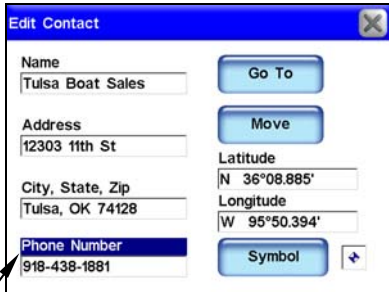 Edit Contact
Name
Tulsa Boat Sales
Address
12303 11th St
City, State, Zip
Tulsa, OK 74128
Phone Number
918-438-1881
Go To
Move
Latitude
N 36°08.885'
Longitude
W 95°50.394'
Symbol